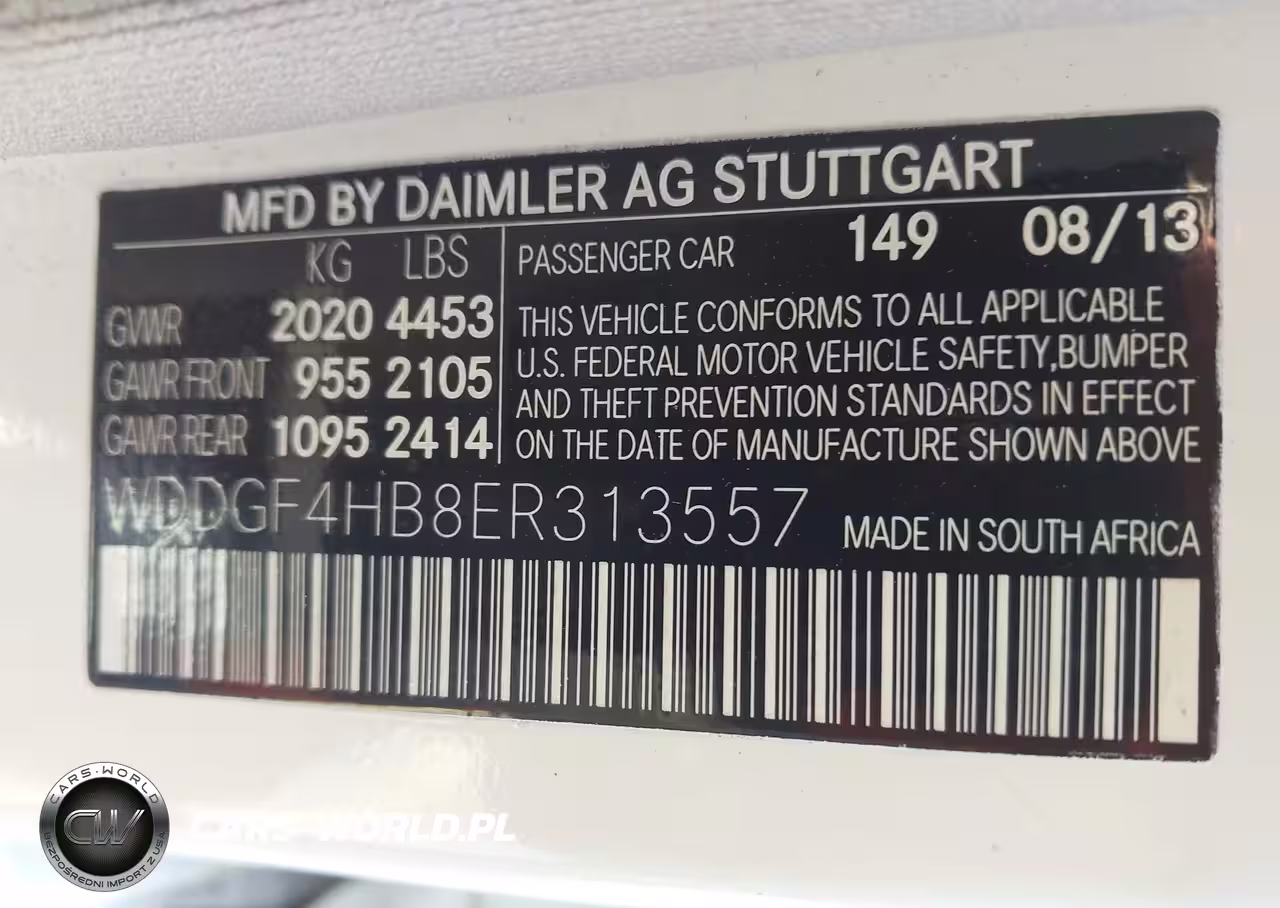 MFD BY DAIMLER AG STUTTGART
KG LBS
GVWR 2020 4453
GAWR FRONT 955 2105
GAWR REAR 1095 2414
PASSENGER CAR 149 08/13
THIS VEHICLE CONFORMS TO ALL APPLICABLE
U.S. FEDERAL MOTOR VEHICLE SAFETY,BUMPER
AND THEFT PREVENTION STANDARDS IN EFFECT
ON THE DATE OF MANUFACTURE SHOWN ABOVE
WDDGF4HB8ER313557 MADE IN SOUTH AFRICA
CARS·WORLD
CW
BEZPOŚREDNI IMPORT Z USA
CARS-WORLD.PL